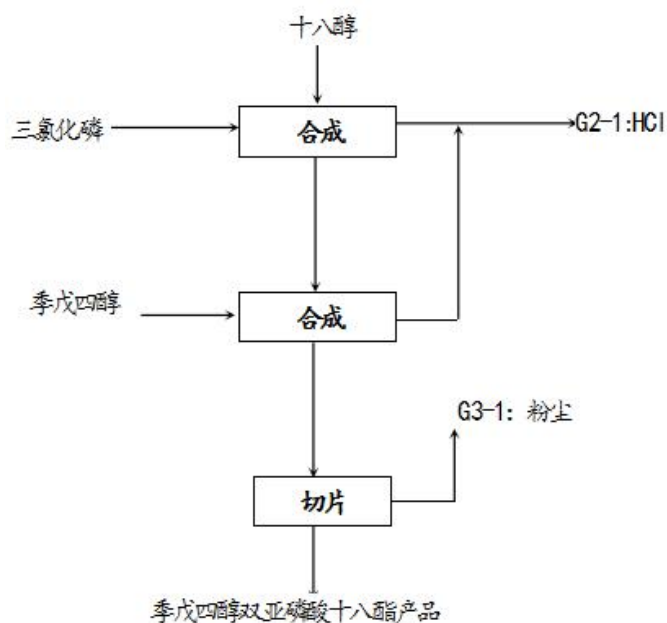 十八醇
三氯化磷
合成
G2-1:HCl
季戊四醇
合成
G3-1: 粉尘
切片
季戊四醇双亚磷酸十八酯产品